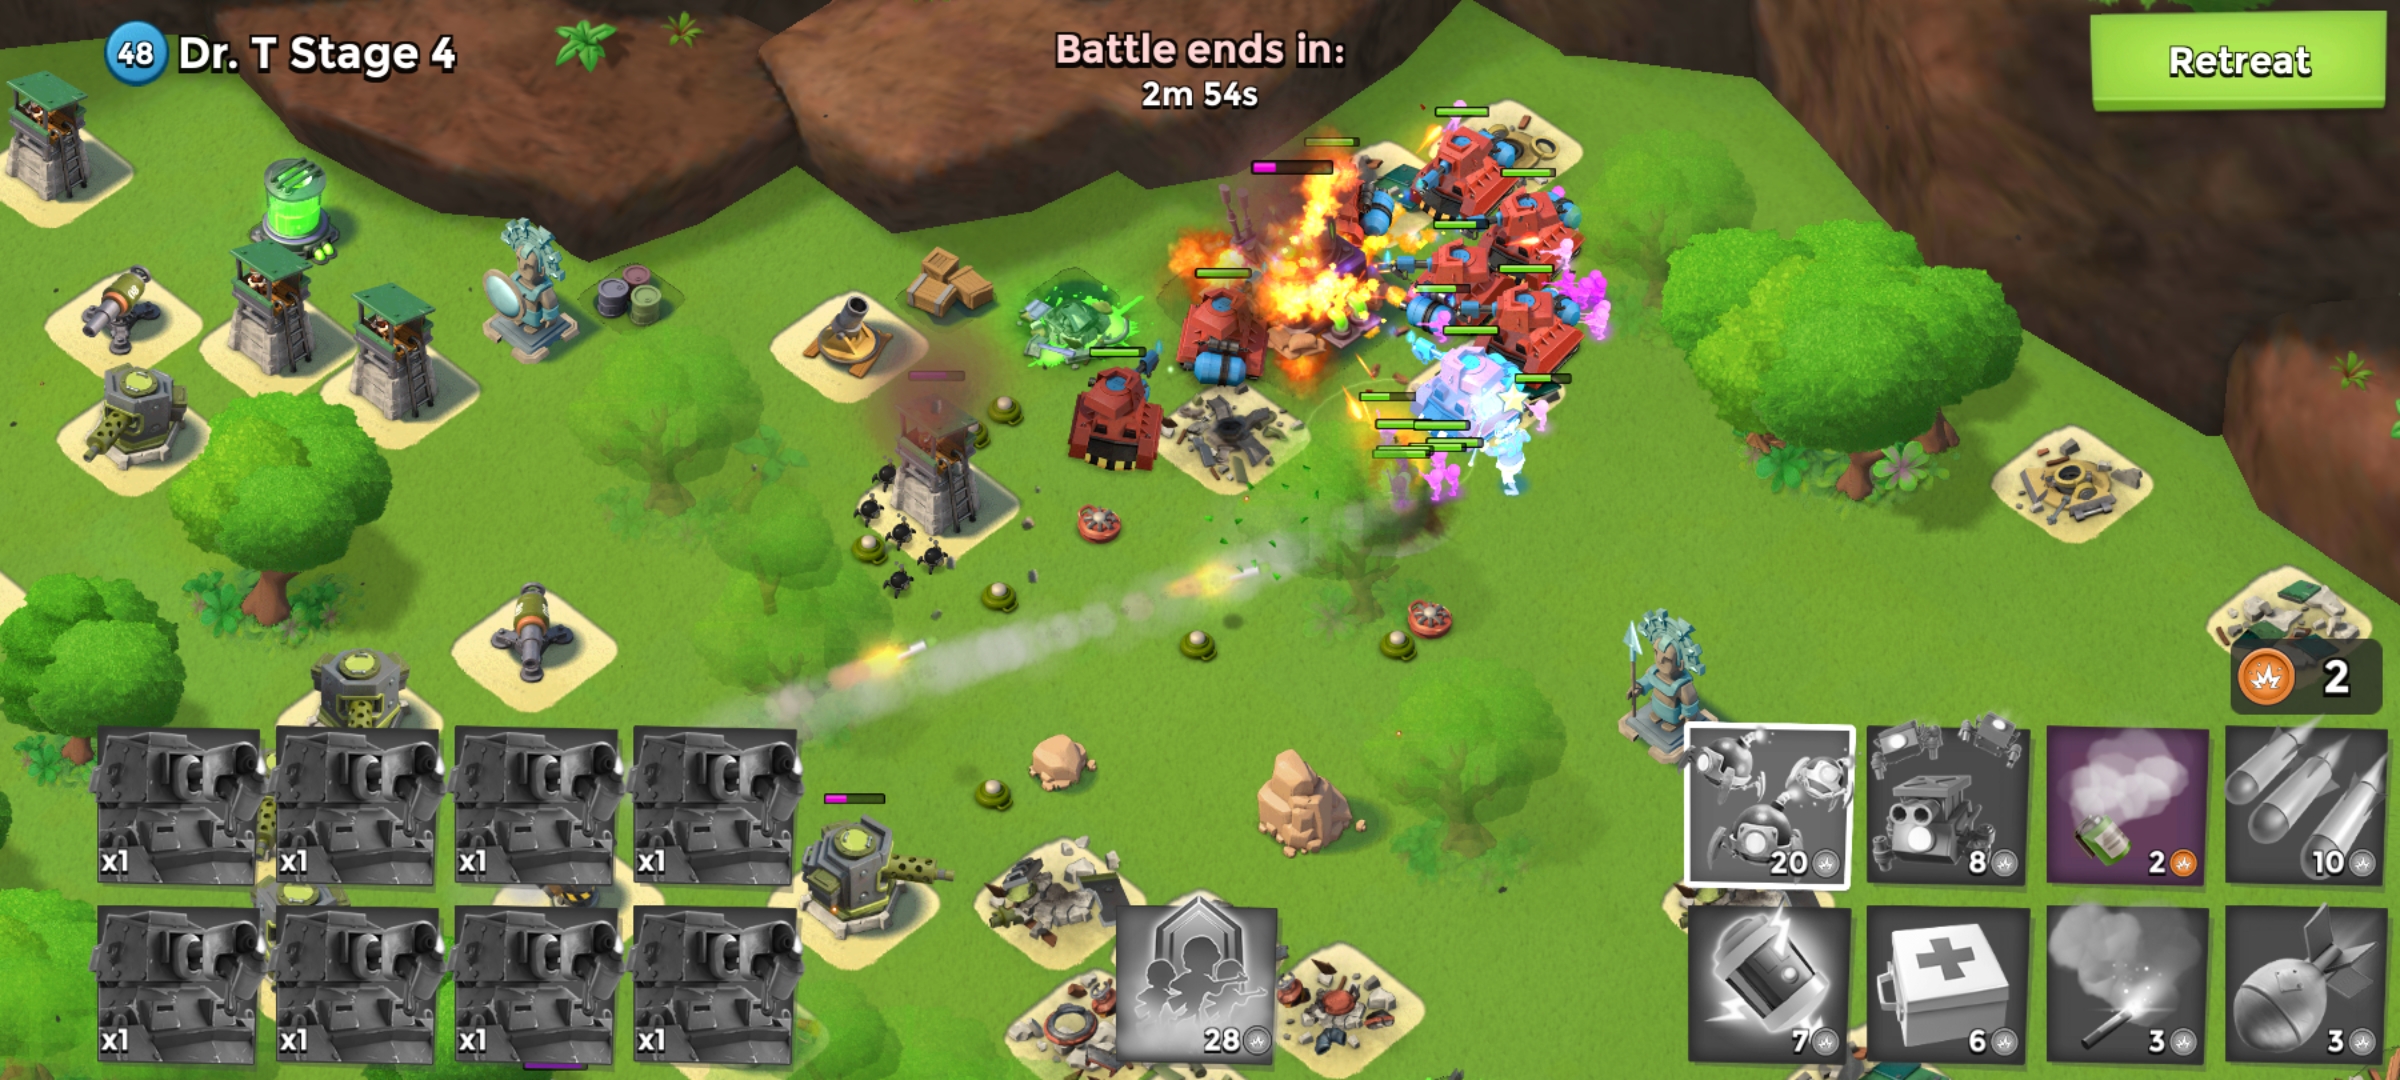 48 Dr. T Stage 4
Battle ends in:
2m 54s
Retreat
2
x1 x1 x1 x1
20 8 2 10
x1 x1 x1 x1
28
7 6 3 3